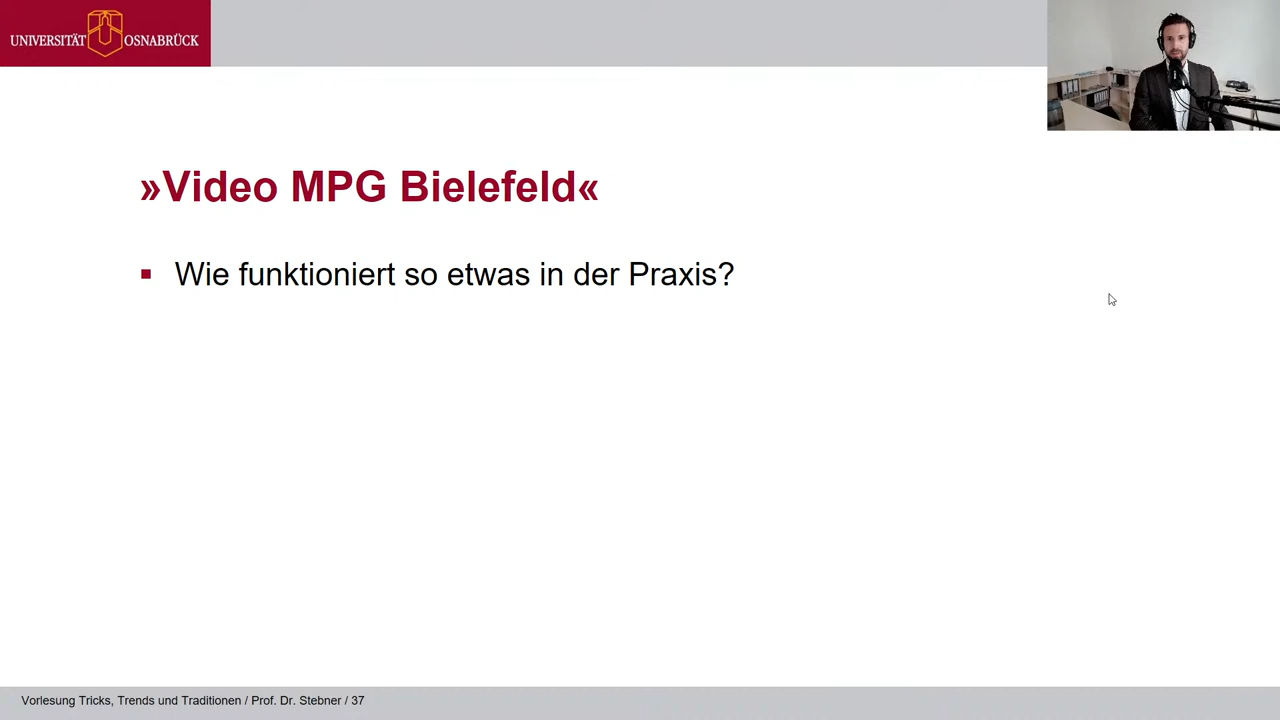 UNIVERSITÄT OSNABRÜCK
»Video MPG Bielefeld«
▪ Wie funktioniert so etwas in der Praxis?
Vorlesung Tricks, Trends und Traditionen / Prof. Dr. Stebner / 37